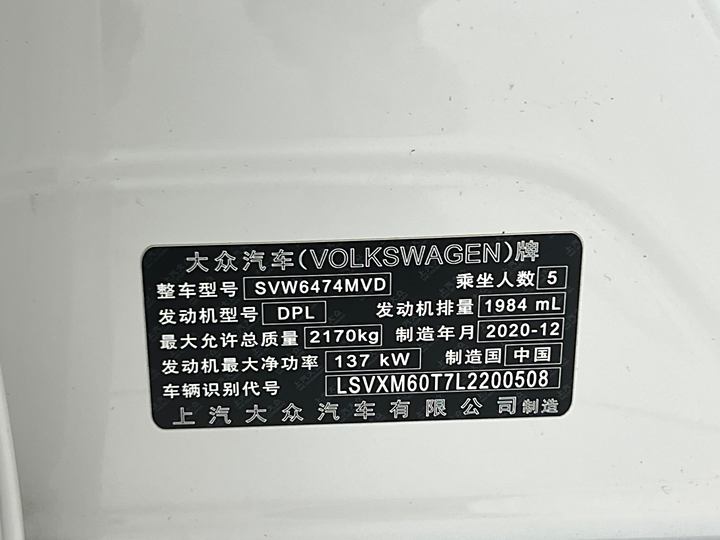 大众汽车(VOLKSWAGEN)牌
整车型号 SVW6474MVD 乘坐人数 5
发动机型号 DPL 发动机排量 1984 mL
最大允许总质量 2170kg 制造年月 2020-12
发动机最大净功率 137 kW 制造国 中国
车辆识别代号 LSVXM60T7L2200508
上汽大众汽车有限公司制造